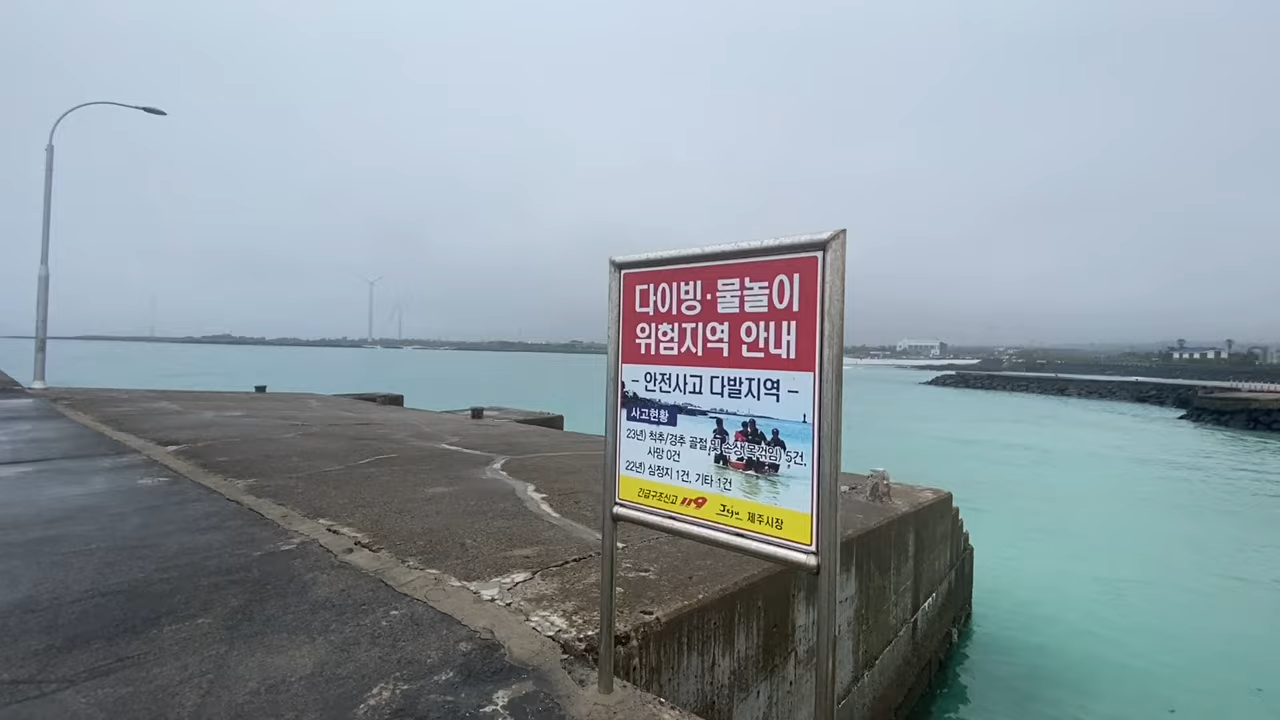 다이빙·물놀이
위험지역 안내
- 안전사고 다발지역 -
사고현황
23년) 척추/경추 골절 및 손상(목꺾임) 5건,
사망 0건
22년) 심정지 1건, 기타 1건
긴급구조신고 119 Jeju 제주시장